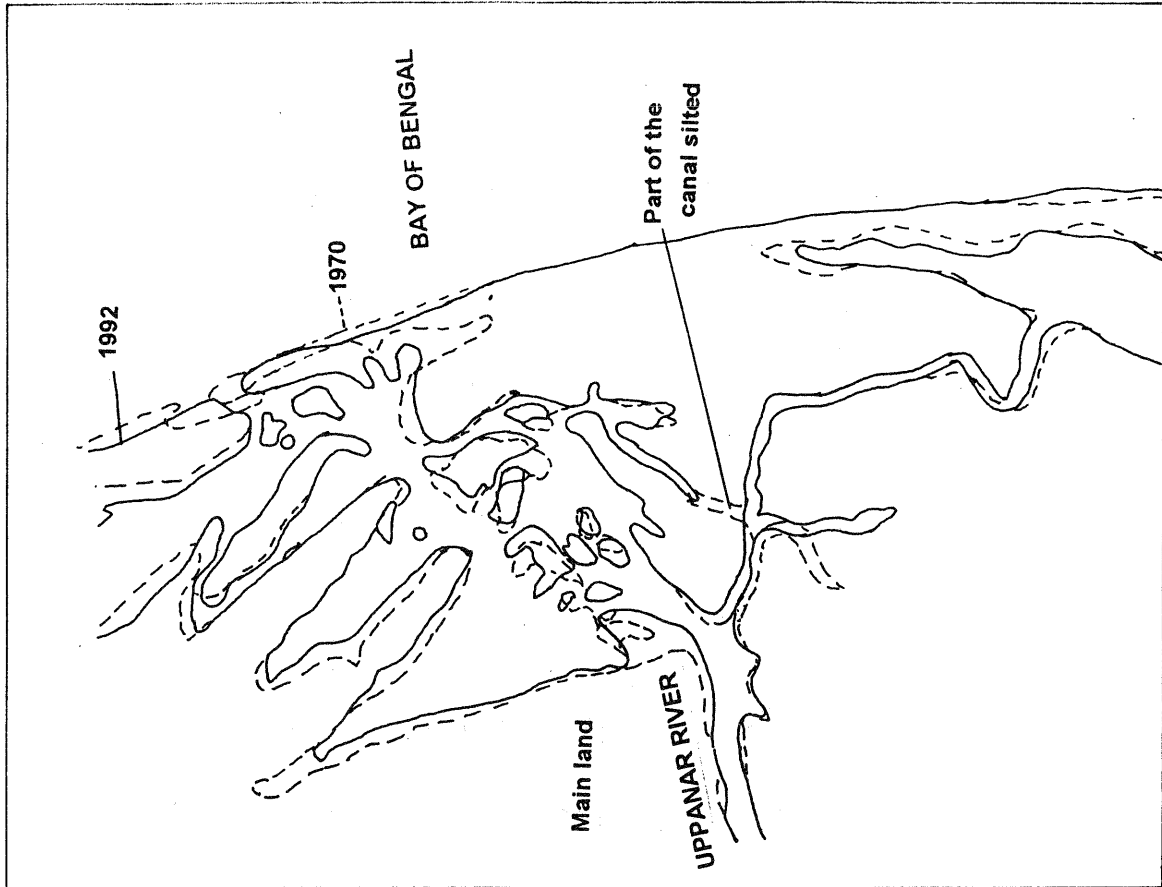 1992
1970
BAY OF BENGAL
Part of the
canal silted
Main land
UPPANAR RIVER